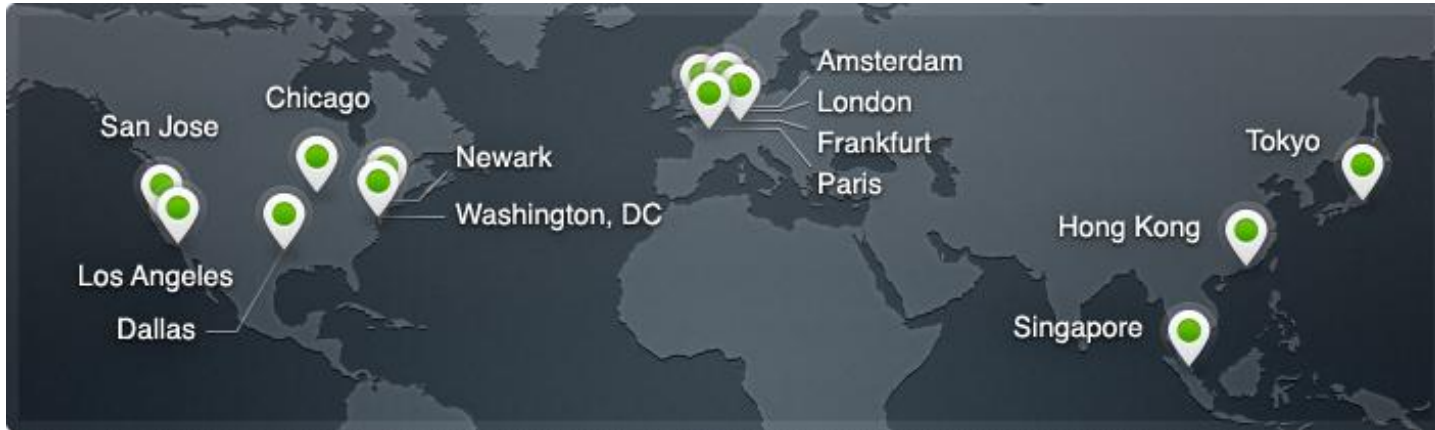 San Jose
Chicago
Newark
Washington, DC
Los Angeles
Dallas
Amsterdam
London
Frankfurt
Paris
Tokyo
Hong Kong
Singapore